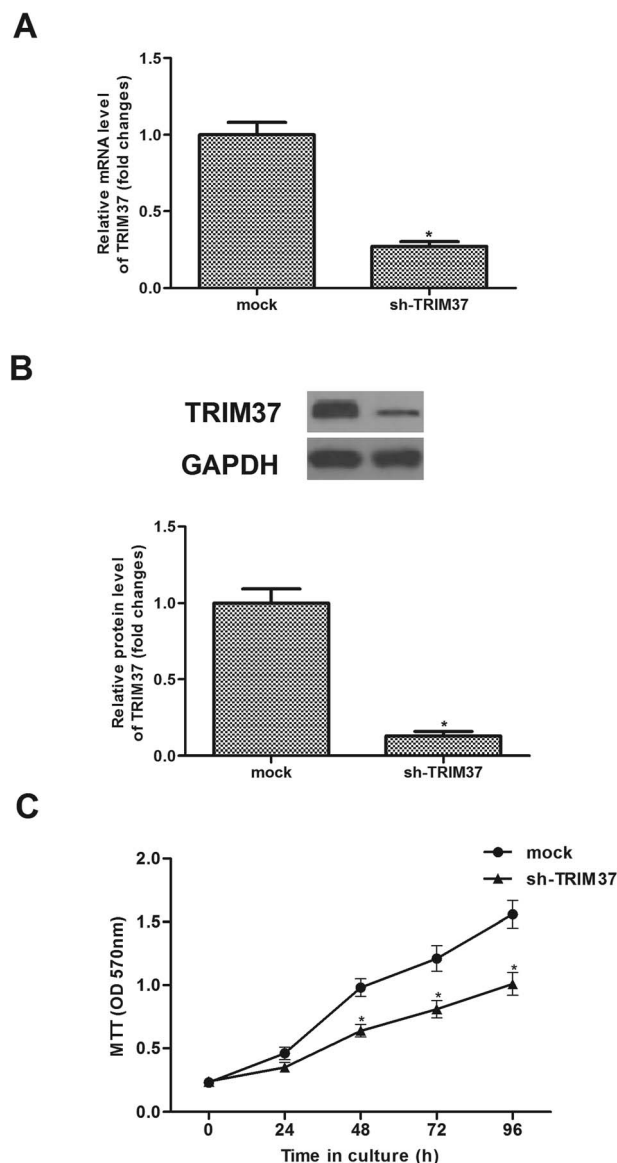 A
Relative mRNA level
of TRIM37 (fold changes)
1.5
1.0
0.5
0.0
*
mock
sh-TRIM37
B
TRIM37
GAPDH
Relative protein level
of TRIM37 (fold changes)
1.5
1.0
0.5
0.0
*
mock
sh-TRIM37
C
mock
sh-TRIM37
MTT (OD 570nm)
2.0
1.5
1.0
0.5
0.0
*
*
*
0 24 48 72 96
Time in culture (h)